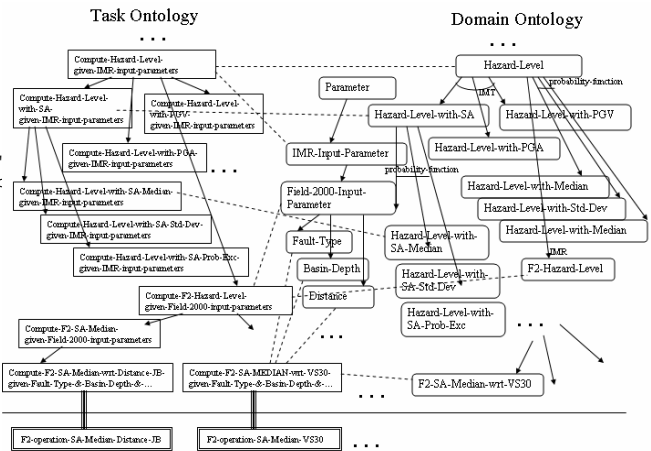 Task Ontology
Domain Ontology
. . .
. . .
Compute-Hazard-Level-
given-IMR-input-parameters
Hazard-Level
probability-function
IMT
Parameter
Compute-Hazard-Level-
with-SA-
given-IMR-input-parameters
Compute-Hazard-Level-
with-PGV-
given-IMR-input-parameters
Hazard-Level-with-SA
Hazard-Level-with-PGV
Compute-Hazard-Level-with-PGA-
given-IMR-input-parameters
. . .
IMR-Input-Parameter
Hazard-Level-with-PGA
probability-function
Compute-Hazard-Level-with-SA-Median-
given-IMR-input-parameters
Field-2000-Input-
Parameter
Hazard-Level-with-Median
Hazard-Level-with-Std-Dev
Compute-Hazard-Level-with-SA-Std-Dev-
given-IMR-input-parameters
Fault-Type
Hazard-Level-with-
SA-Median
Hazard-Level-with-Median
IMR
Compute-Hazard-Level-with-SA-Prob-Exc-
given-IMR-input-parameters
Basin-Depth
Hazard-Level-with-
SA-Std-Dev
F2-Hazard-Level
Compute-F2-Hazard-Level-
given-Field-2000-input-parameters
Distance
Hazard-Level-with-
SA-Prob-Exc
. . .
Compute-F2-SA-Median-
given-Field-2000-input-parameters
. . .
Compute-F2-SA-Median-wrt-Distance-JB-
given-Fault-Type-&-Basin-Depth-&-...
Compute-F2-SA-MEDIAN-wrt-VS30-
given-Fault-Type-&-Basin-Depth-&-...
. . .
F2-SA-Median-wrt-VS30
F2-operation-SA-Median-Distance-JB
F2-operation-SA-Median-VS30
. . .